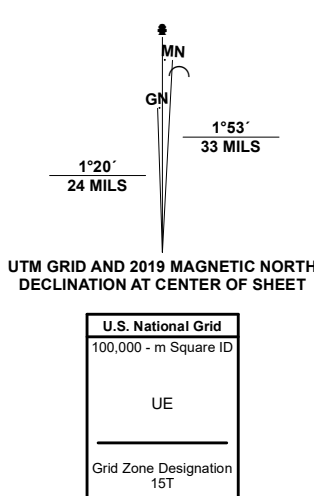 MN
GN
1°53´
33 MILS
1°20´
24 MILS
UTM GRID AND 2019 MAGNETIC NORTH
DECLINATION AT CENTER OF SHEET
U.S. National Grid
100,000 - m Square ID
UE
Grid Zone Designation
15T